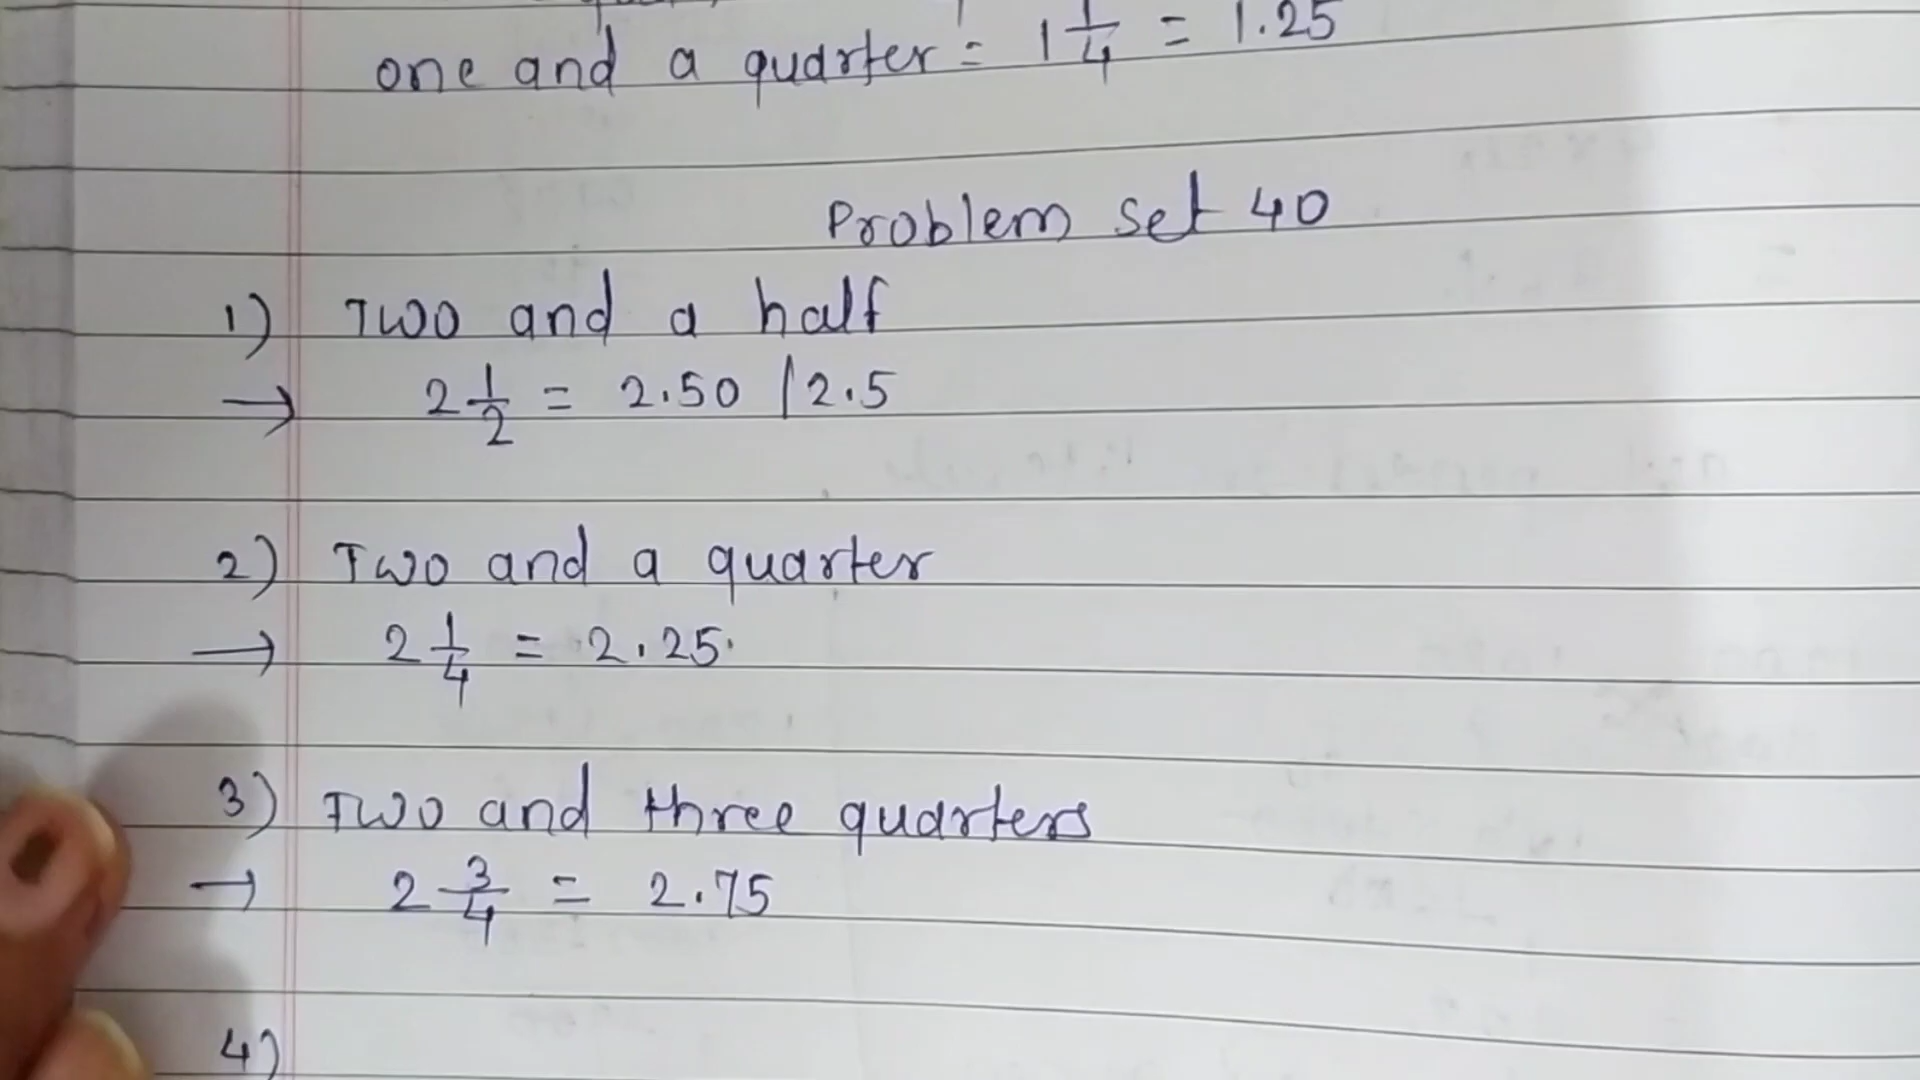 one and a quarter = 1 1/4 = 1.25
Problem set 40
1) Two and a half
→ 2 1/2 = 2.50 / 2.5
2) Two and a quarter
→ 2 1/4 = 2.25
3) Two and three quarters
→ 2 3/4 = 2.75
4)